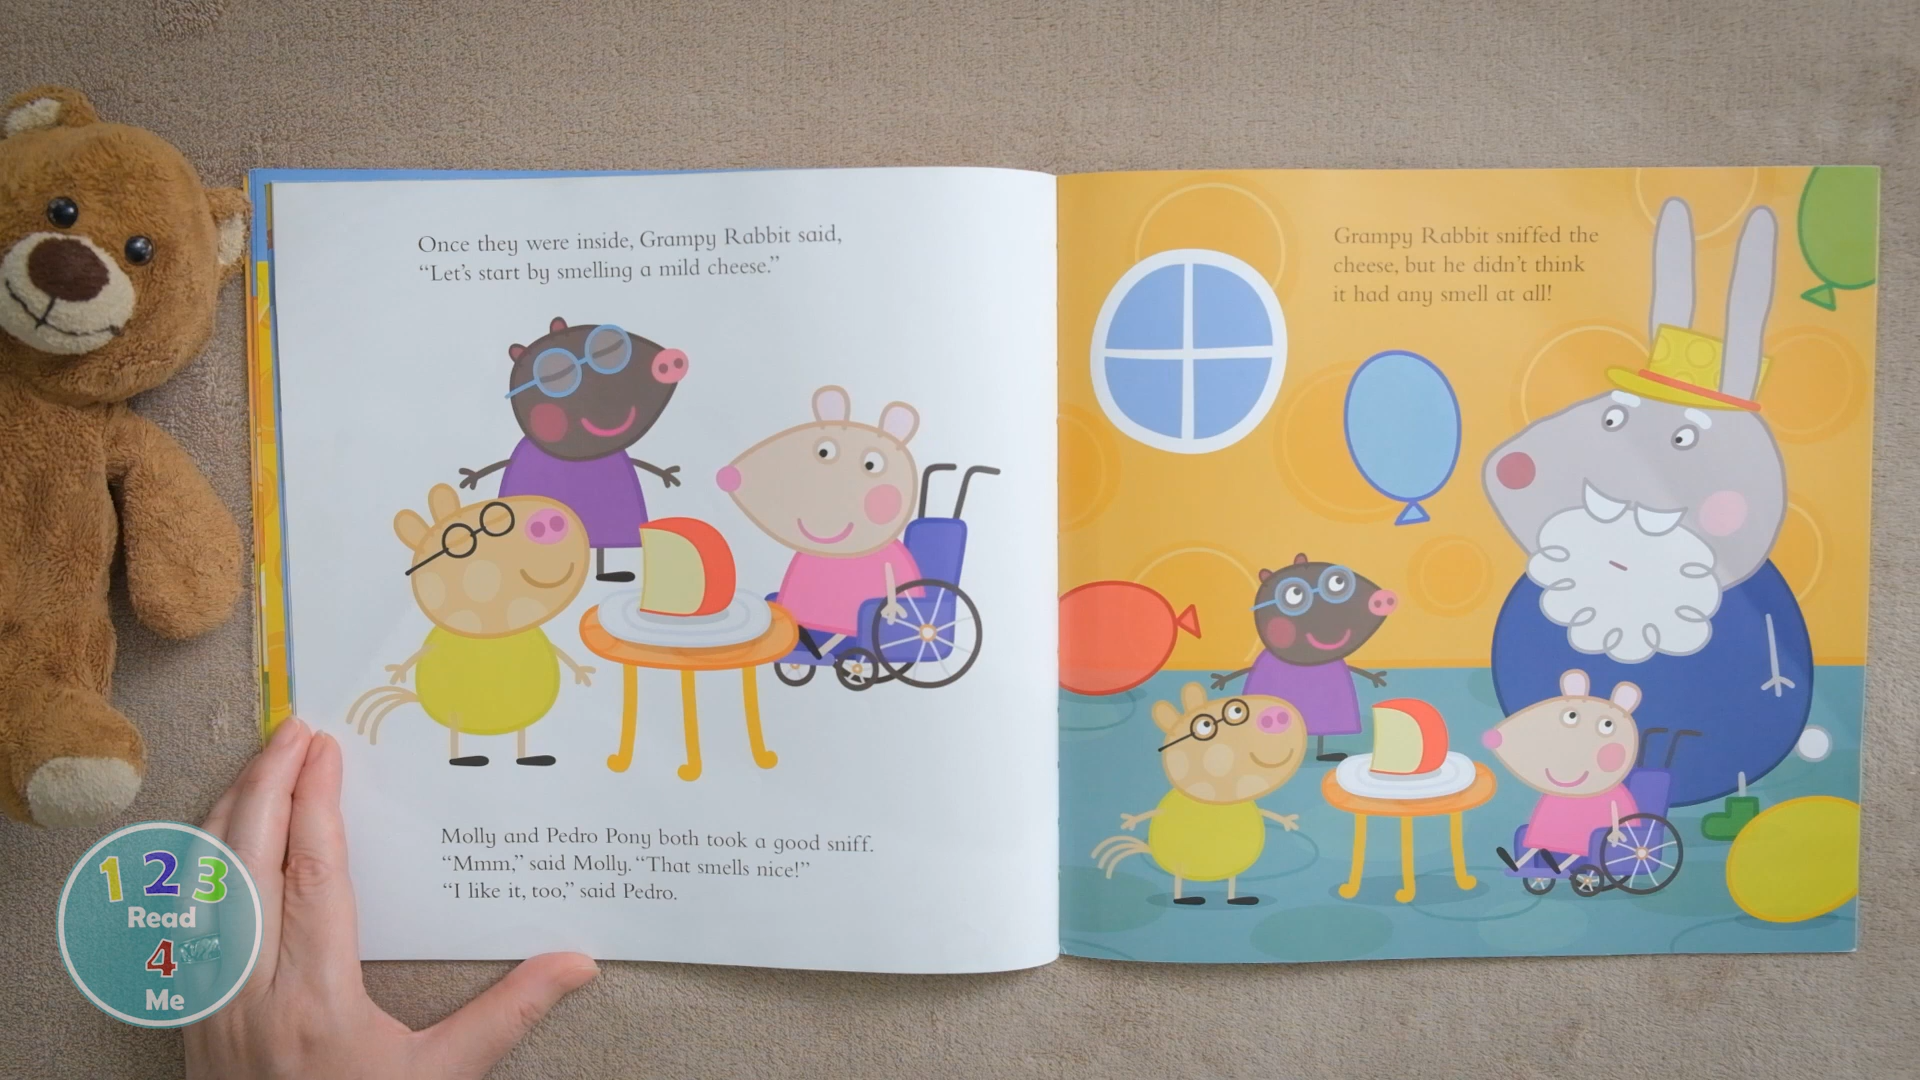 Once they were inside, Grampy Rabbit said,
“Let’s start by smelling a mild cheese.”
Molly and Pedro Pony both took a good sniff.
“Mmm,” said Molly. “That smells nice!”
“I like it, too,” said Pedro.
Grampy Rabbit sniffed the
cheese, but he didn’t think
it had any smell at all!
1 2 3
Read
4
Me